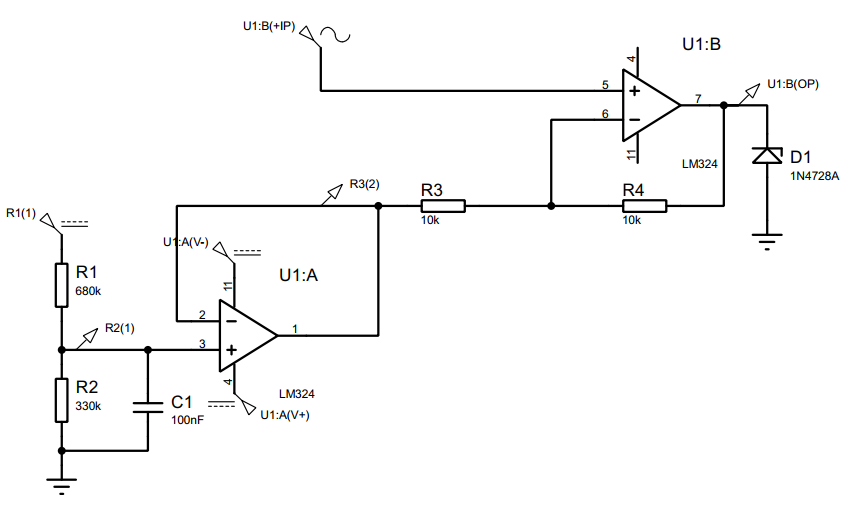 U1:B(+IP)
U1:B
4
5
6
7
11
U1:B(OP)
LM324
D1
1N4728A
R3(2)
R3
10k
R4
10k
R1(1)
U1:A(V-)
R1
680k
11
U1:A
R2(1)
2
3
1
4
R2
330k
C1
100nF
LM324
U1:A(V+)